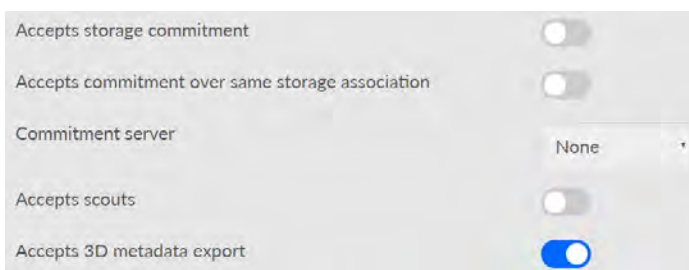 Accepts storage commitment
Accepts commitment over same storage association
Commitment server
None
Accepts scouts
Accepts 3D metadata export